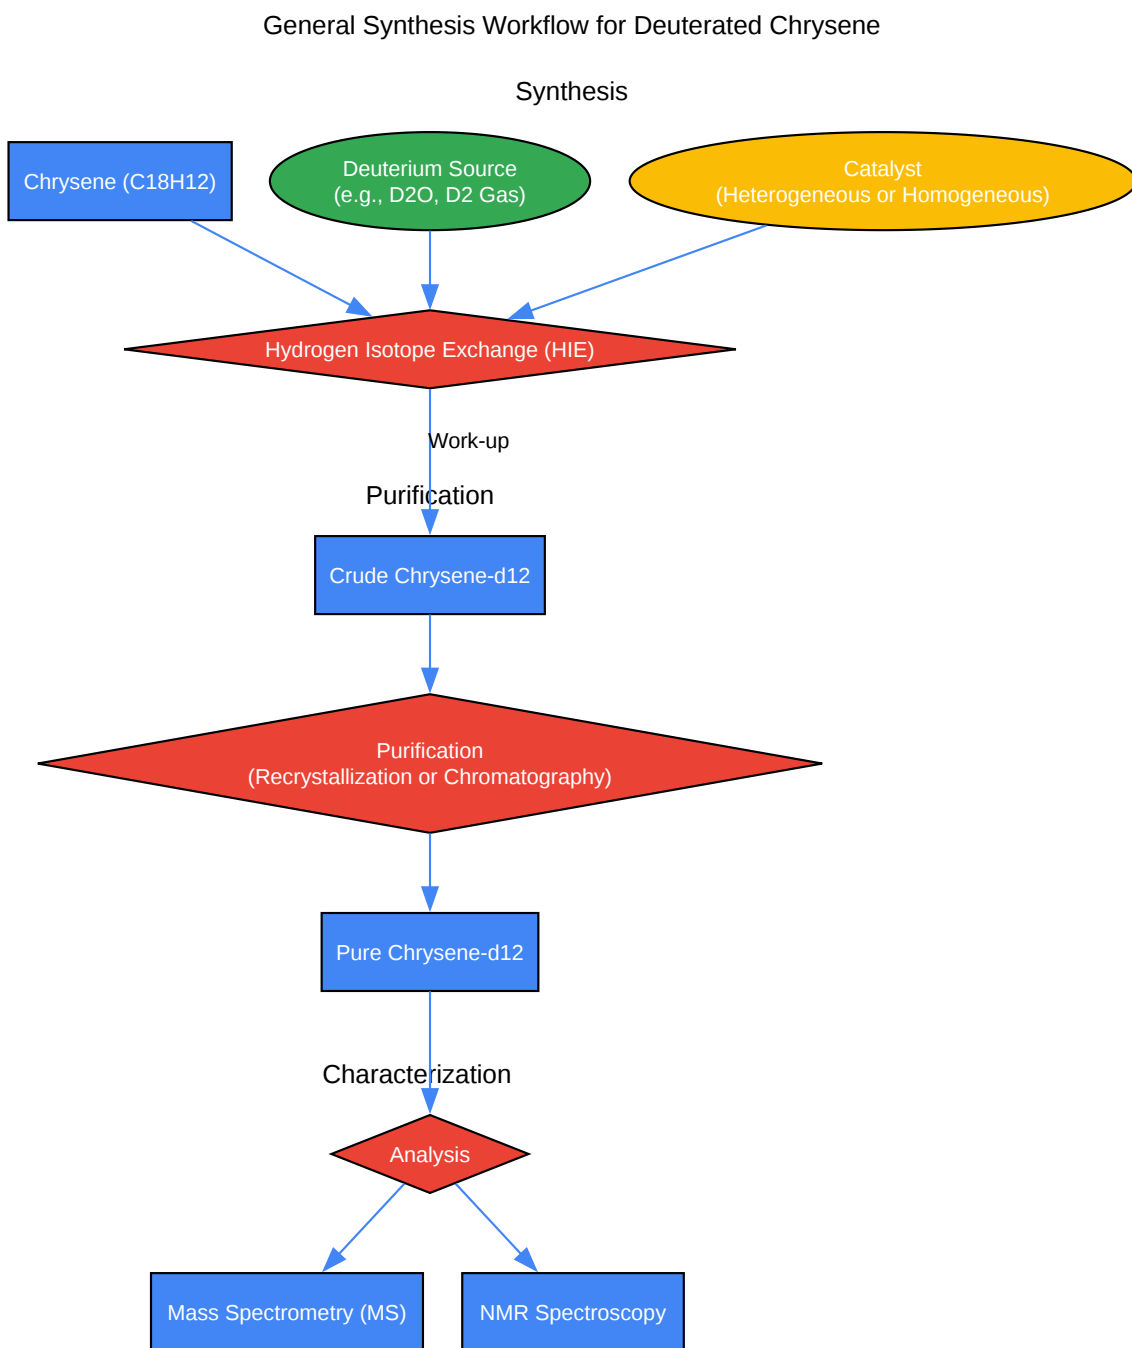 General Synthesis Workflow for Deuterated Chrysene
Synthesis
Chrysene (C18H12)
Deuterium Source
(e.g., D2O, D2 Gas)
Catalyst
(Heterogeneous or Homogeneous)
Hydrogen Isotope Exchange (HIE)
Work-up
Purification
Crude Chrysene-d12
Purification
(Recrystallization or Chromatography)
Pure Chrysene-d12
Characterization
Analysis
Mass Spectrometry (MS)
NMR Spectroscopy